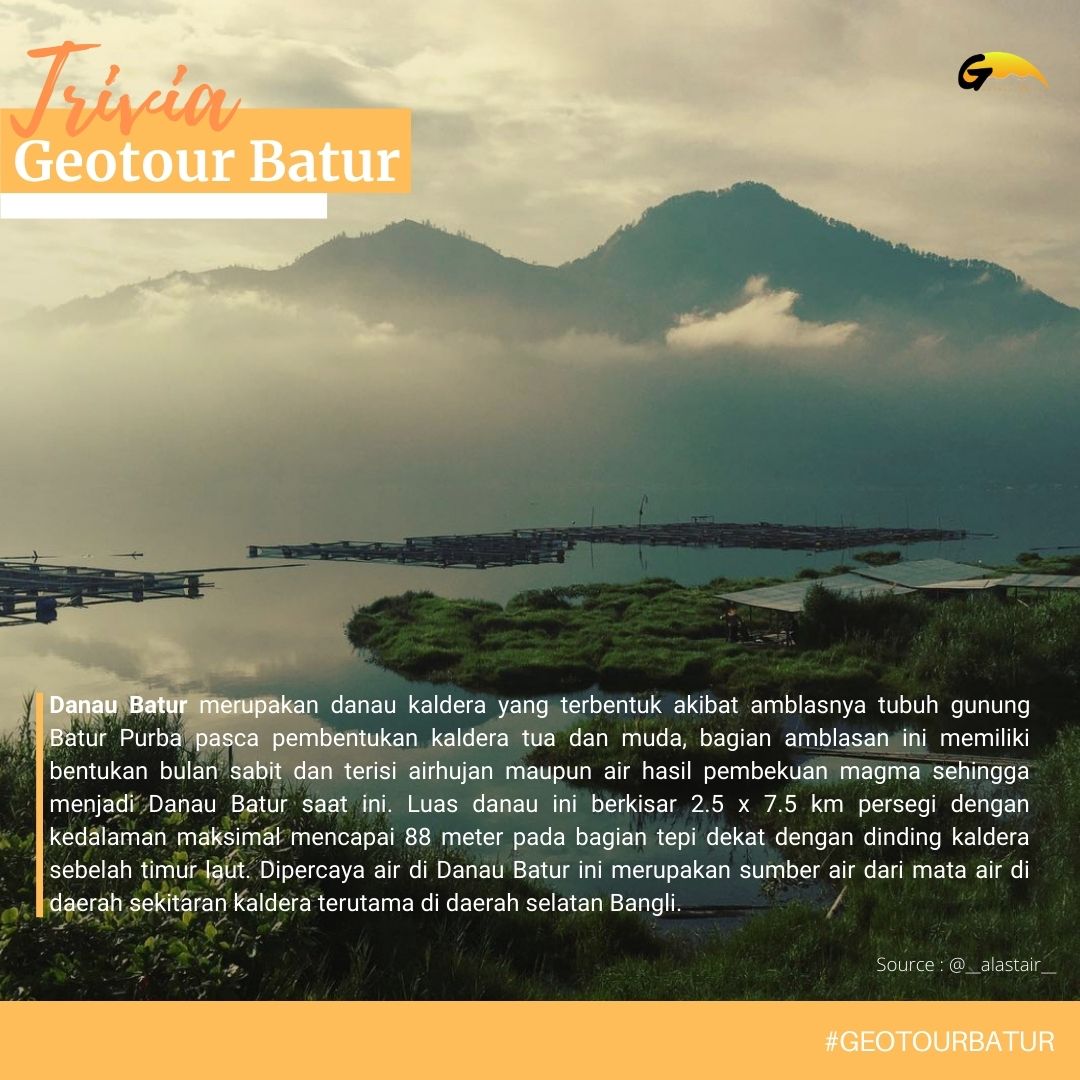 Trivia
Geotour Batur
G
Danau Batur merupakan danau kaldera yang terbentuk akibat amblasnya tubuh gunung
Batur Purba pasca pembentukan kaldera tua dan muda, bagian amblasan ini memiliki
bentukan bulan sabit dan terisi airhujan maupun air hasil pembekuan magma sehingga
menjadi Danau Batur saat ini. Luas danau ini berkisar 2.5 x 7.5 km persegi dengan
kedalaman maksimal mencapai 88 meter pada bagian tepi dekat dengan dinding kaldera
sebelah timur laut. Dipercaya air di Danau Batur ini merupakan sumber air dari mata air di
daerah sekitaran kaldera terutama di daerah selatan Bangli.
Source : @__alastair__
#GEOTOURBATUR